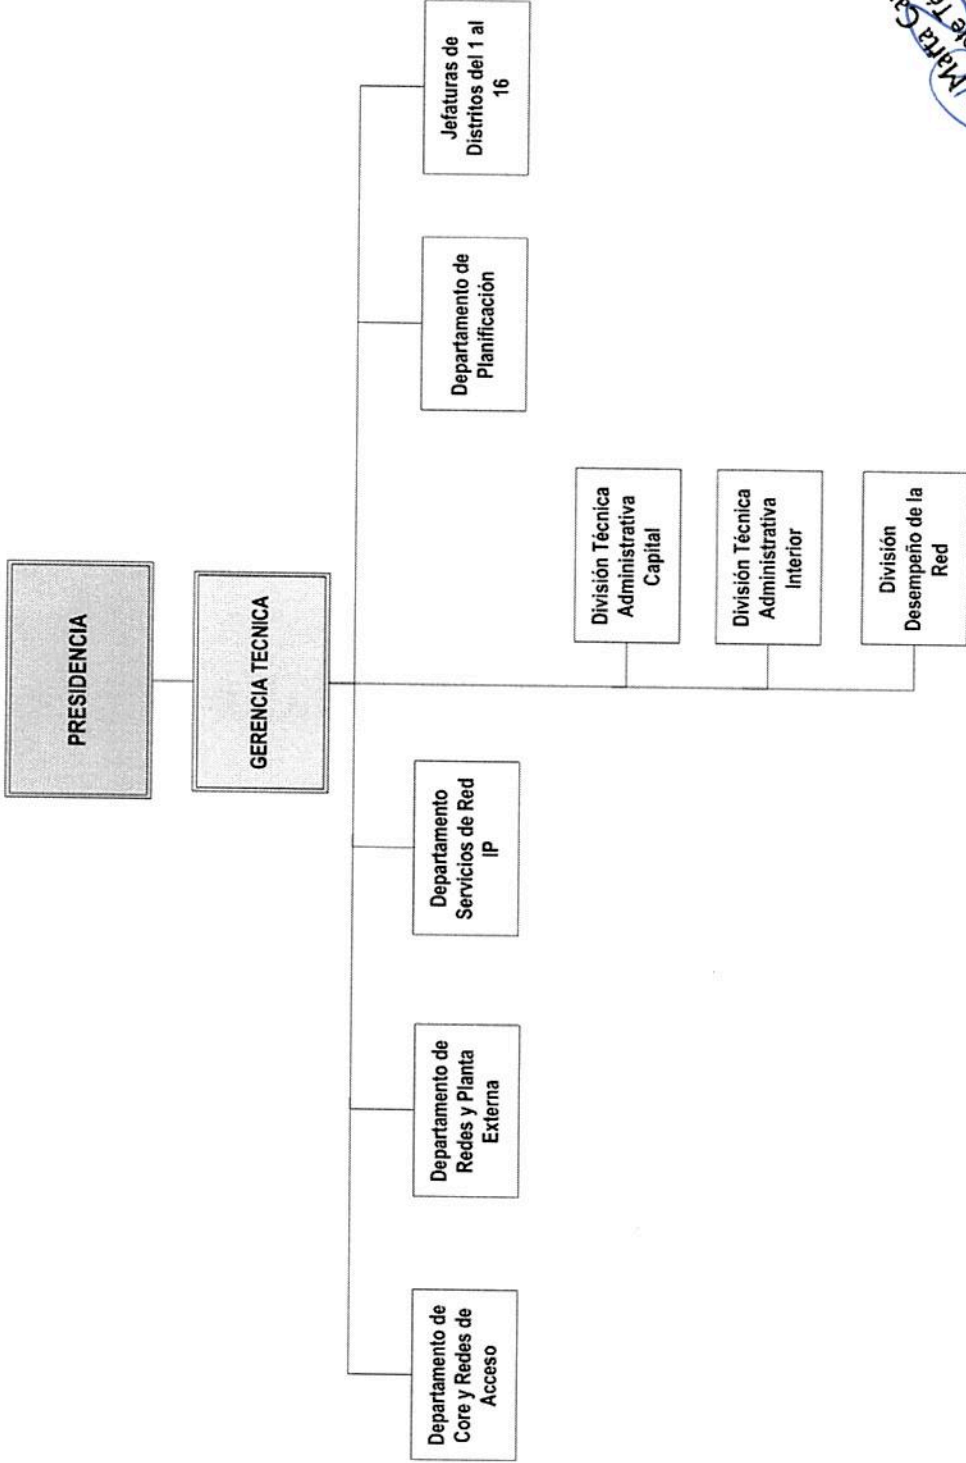 PRESIDENCIA
GERENCIA TECNICA
Departamento de
Core y Redes de
Acceso
Departamento de
Redes y Planta
Externa
Departamento
Servicios de Red
IP
Departamento de
Planificación
Jefaturas de
Distritos del 1 al
16
División Técnica
Administrativa
Capital
División Técnica
Administrativa
Interior
División
Desempeño de la
Red
Marta